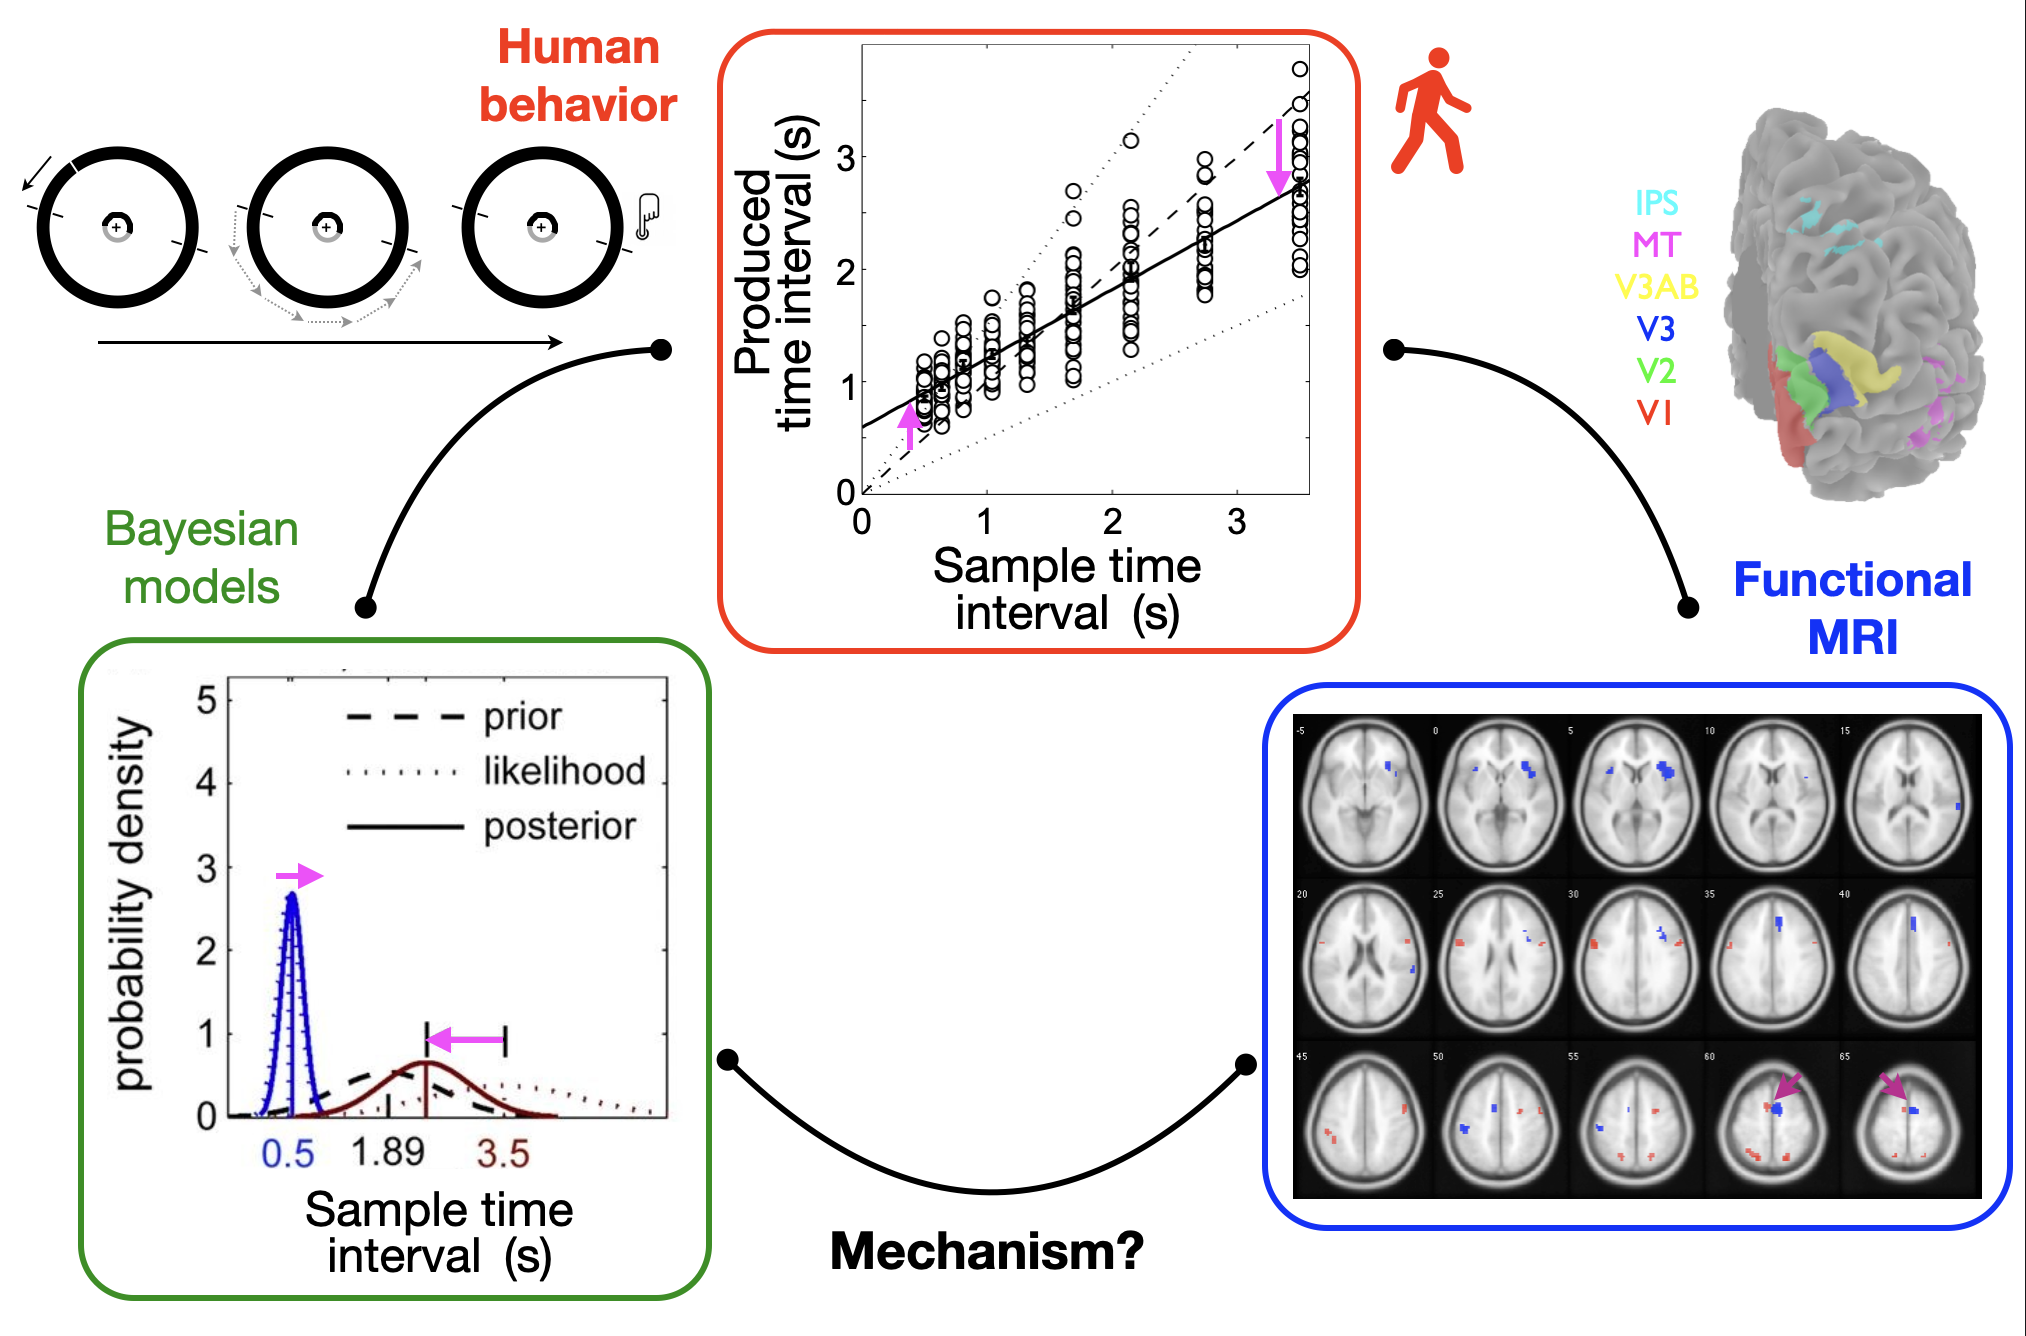 Human
behavior
Produced
time interval (s)
3
2
1
0
0 1 2 3
Sample time
interval (s)
IPS
MT
V3AB
V3
V2
V1
Bayesian
models
probability density
5
4
3
2
1
0
prior
likelihood
posterior
0.5 1.89 3.5
Sample time
interval (s)
Functional
MRI
-5 0 5 10 15
20 25 30 35 40
45 50 55 60 65
Mechanism?